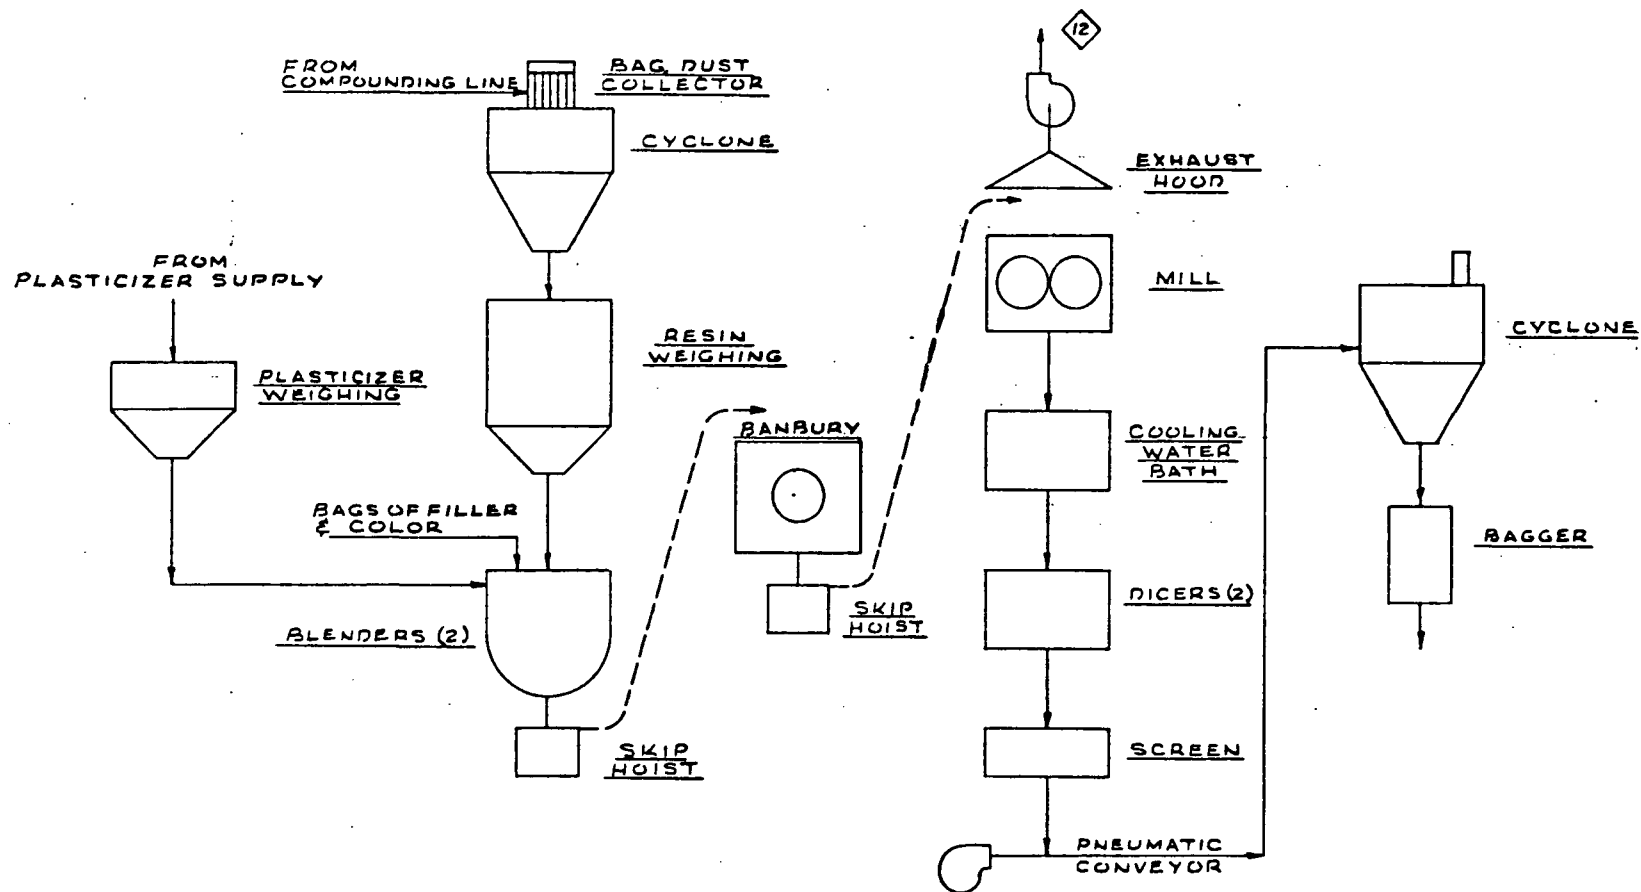 12
FROM
COMPOUNDING LINE
BAG DUST
COLLECTOR
CYCLONE
EXHAUST
HOOD
FROM
PLASTICIZER SUPPLY
MILL
RESIN
WEIGHING
CYCLONE
PLASTICIZER
WEIGHING
BANBURY
COOLING
WATER
BATH
BAGS OF FILLER
& COLOR
BAGGER
DICERS (2)
SKIP
HOIST
BLENDERS (2)
SKIP
HOIST
SCREEN
PNEUMATIC
CONVEYOR